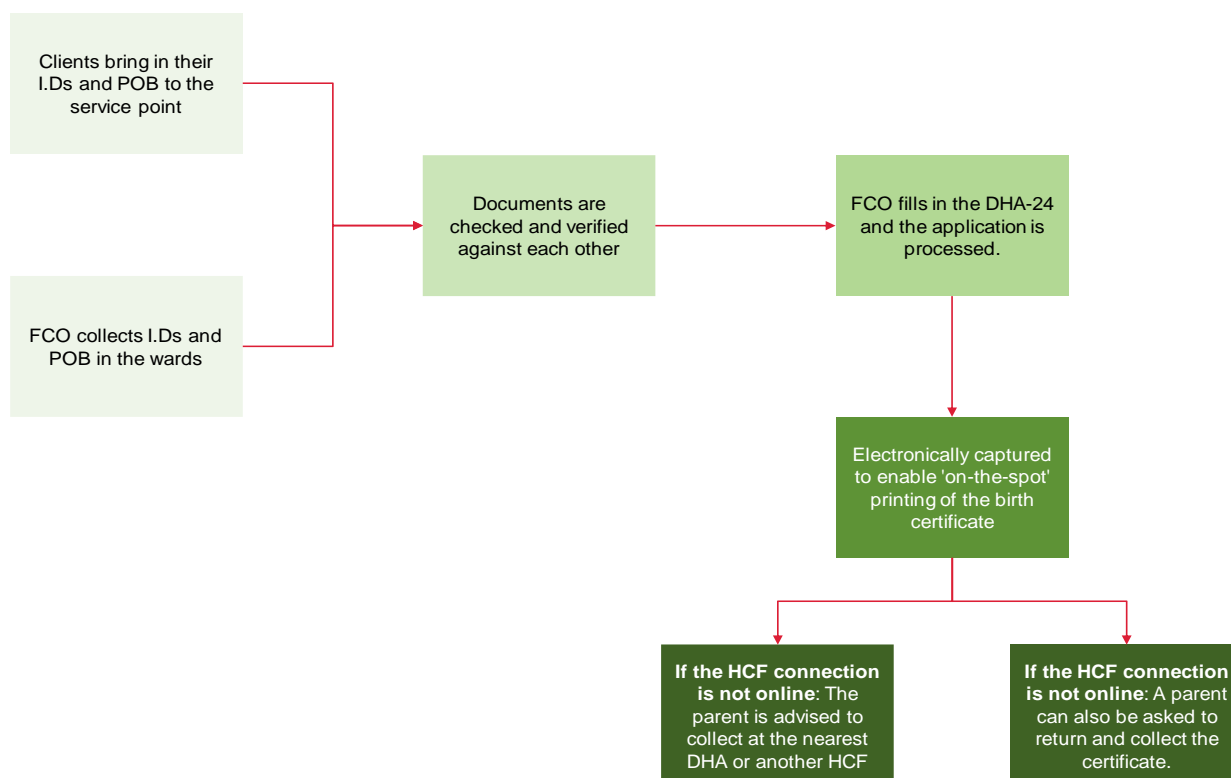 Clients bring in their
I.Ds and POB to the
service point
FCO collects I.Ds and
POB in the wards
Documents are
checked and verified
against each other
FCO fills in the DHA-24
and the application is
processed.
Electronically captured
to enable 'on-the-spot'
printing of the birth
certificate
If the HCF connection
is not online: The
parent is advised to
collect at the nearest
DHA or another HCF
If the HCF connection
is not online: A parent
can also be asked to
return and collect the
certificate.